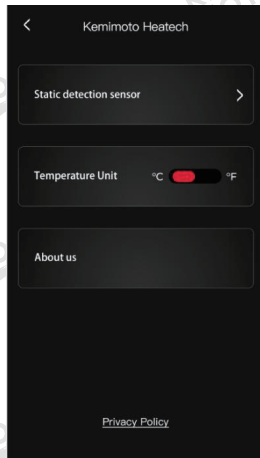 Kemimoto Heatech
Static detection sensor
Temperature Unit °C °F
About us
Privacy Policy